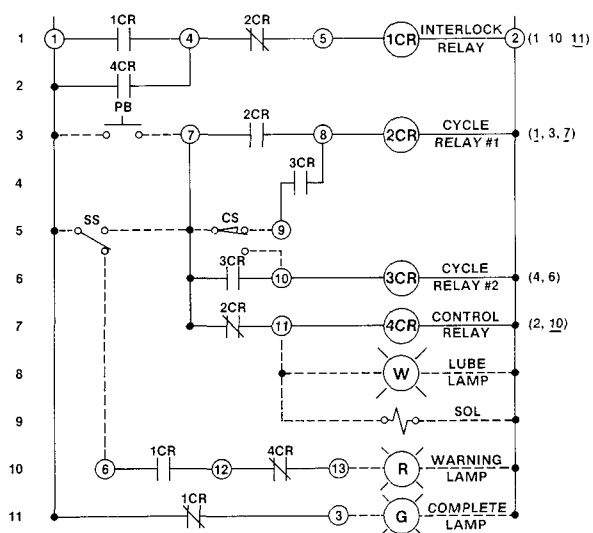 1 1 1CR 4 2CR 5 1CR INTERLOCK RELAY 2 (1 10 11)
2 4CR
PB
3 7 2CR 8 2CR CYCLE RELAY #1 (1, 3, 7)
4 3CR
5 SS CS 9
6 3CR 10 3CR CYCLE RELAY #2 (4, 6)
7 2CR 11 4CR CONTROL RELAY (2, 10)
8 W LUBE LAMP
9 SOL
10 6 1CR 12 4CR 13 R WARNING LAMP
11 1CR 3 G COMPLETE LAMP